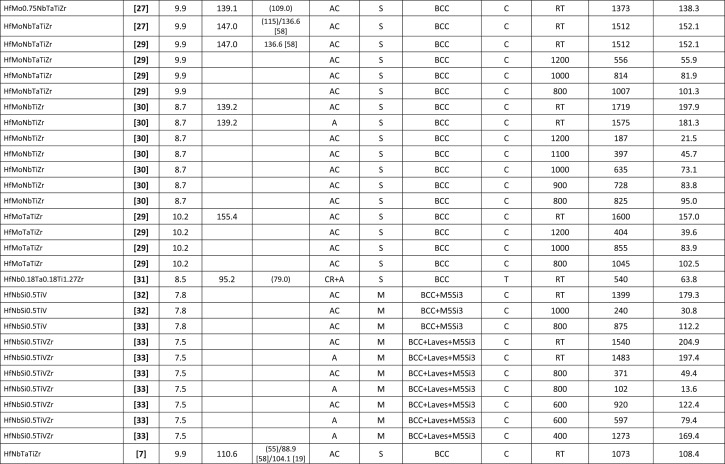 HfMo0.75NbTaTiZr [27] 9.9 139.1 (109.0) AC S BCC C RT 1373 138.3
HfMoNbTaTiZr [27] 9.9 147.0 (115)/136.6 [58] AC S BCC C RT 1512 152.1
HfMoNbTaTiZr [29] 9.9 147.0 136.6 [58] AC S BCC C RT 1512 152.1
HfMoNbTaTiZr [29] 9.9 AC S BCC C 1200 556 55.9
HfMoNbTaTiZr [29] 9.9 AC S BCC C 1000 814 81.9
HfMoNbTaTiZr [29] 9.9 AC S BCC C 800 1007 101.3
HfMoNbTiZr [30] 8.7 139.2 AC S BCC C RT 1719 197.9
HfMoNbTiZr [30] 8.7 139.2 A S BCC C RT 1575 181.3
HfMoNbTiZr [30] 8.7 AC S BCC C 1200 187 21.5
HfMoNbTiZr [30] 8.7 AC S BCC C 1100 397 45.7
HfMoNbTiZr [30] 8.7 AC S BCC C 1000 635 73.1
HfMoNbTiZr [30] 8.7 AC S BCC C 900 728 83.8
HfMoNbTiZr [30] 8.7 AC S BCC C 800 825 95.0
HfMoTaTiZr [29] 10.2 155.4 AC S BCC C RT 1600 157.0
HfMoTaTiZr [29] 10.2 AC S BCC C 1200 404 39.6
HfMoTaTiZr [29] 10.2 AC S BCC C 1000 855 83.9
HfMoTaTiZr [29] 10.2 AC S BCC C 800 1045 102.5
HfNb0.18Ta0.18Ti1.27Zr [31] 8.5 95.2 (79.0) CR+A S BCC T RT 540 63.8
HfNbSi0.5TiV [32] 7.8 AC M BCC+M5Si3 C RT 1399 179.3
HfNbSi0.5TiV [32] 7.8 AC M BCC+M5Si3 C 1000 240 30.8
HfNbSi0.5TiV [33] 7.8 AC M BCC+M5Si3 C 800 875 112.2
HfNbSi0.5TiVZr [33] 7.5 AC M BCC+Laves+M5Si3 C RT 1540 204.9
HfNbSi0.5TiVZr [33] 7.5 A M BCC+Laves+M5Si3 C RT 1483 197.4
HfNbSi0.5TiVZr [33] 7.5 AC M BCC+Laves+M5Si3 C 800 371 49.4
HfNbSi0.5TiVZr [33] 7.5 A M BCC+Laves+M5Si3 C 800 102 13.6
HfNbSi0.5TiVZr [33] 7.5 AC M BCC+Laves+M5Si3 C 600 920 122.4
HfNbSi0.5TiVZr [33] 7.5 A M BCC+Laves+M5Si3 C 600 597 79.4
HfNbSi0.5TiVZr [33] 7.5 A M BCC+Laves+M5Si3 C 400 1273 169.4
HfNbTaTiZr [7] 9.9 110.6 (55)/88.9 [58]/104.1 [19] AC S BCC C RT 1073 108.4